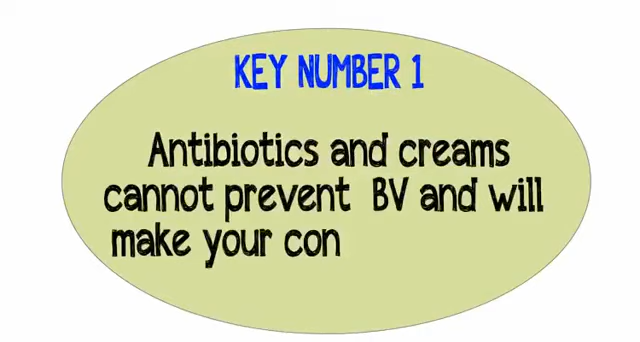 KEY NUMBER 1
Antibiotics and creams
cannot prevent BV and will
make your con